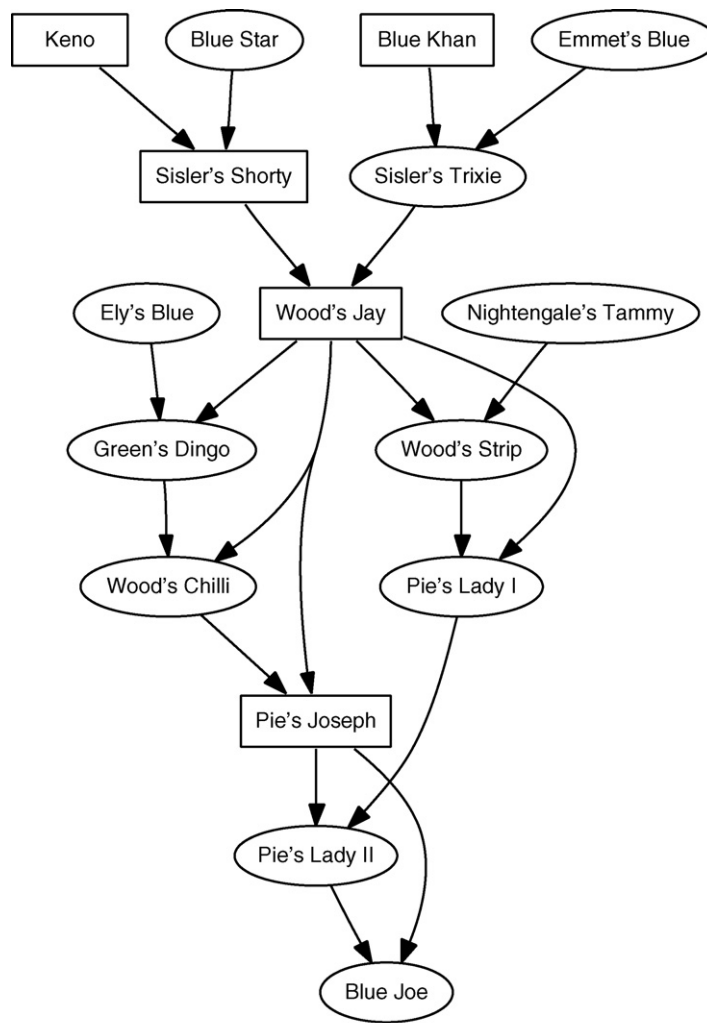 Keno
Blue Star
Blue Khan
Emmet's Blue
Sisler's Shorty
Sisler's Trixie
Ely's Blue
Wood's Jay
Nightengale's Tammy
Green's Dingo
Wood's Strip
Wood's Chilli
Pie's Lady I
Pie's Joseph
Pie's Lady II
Blue Joe